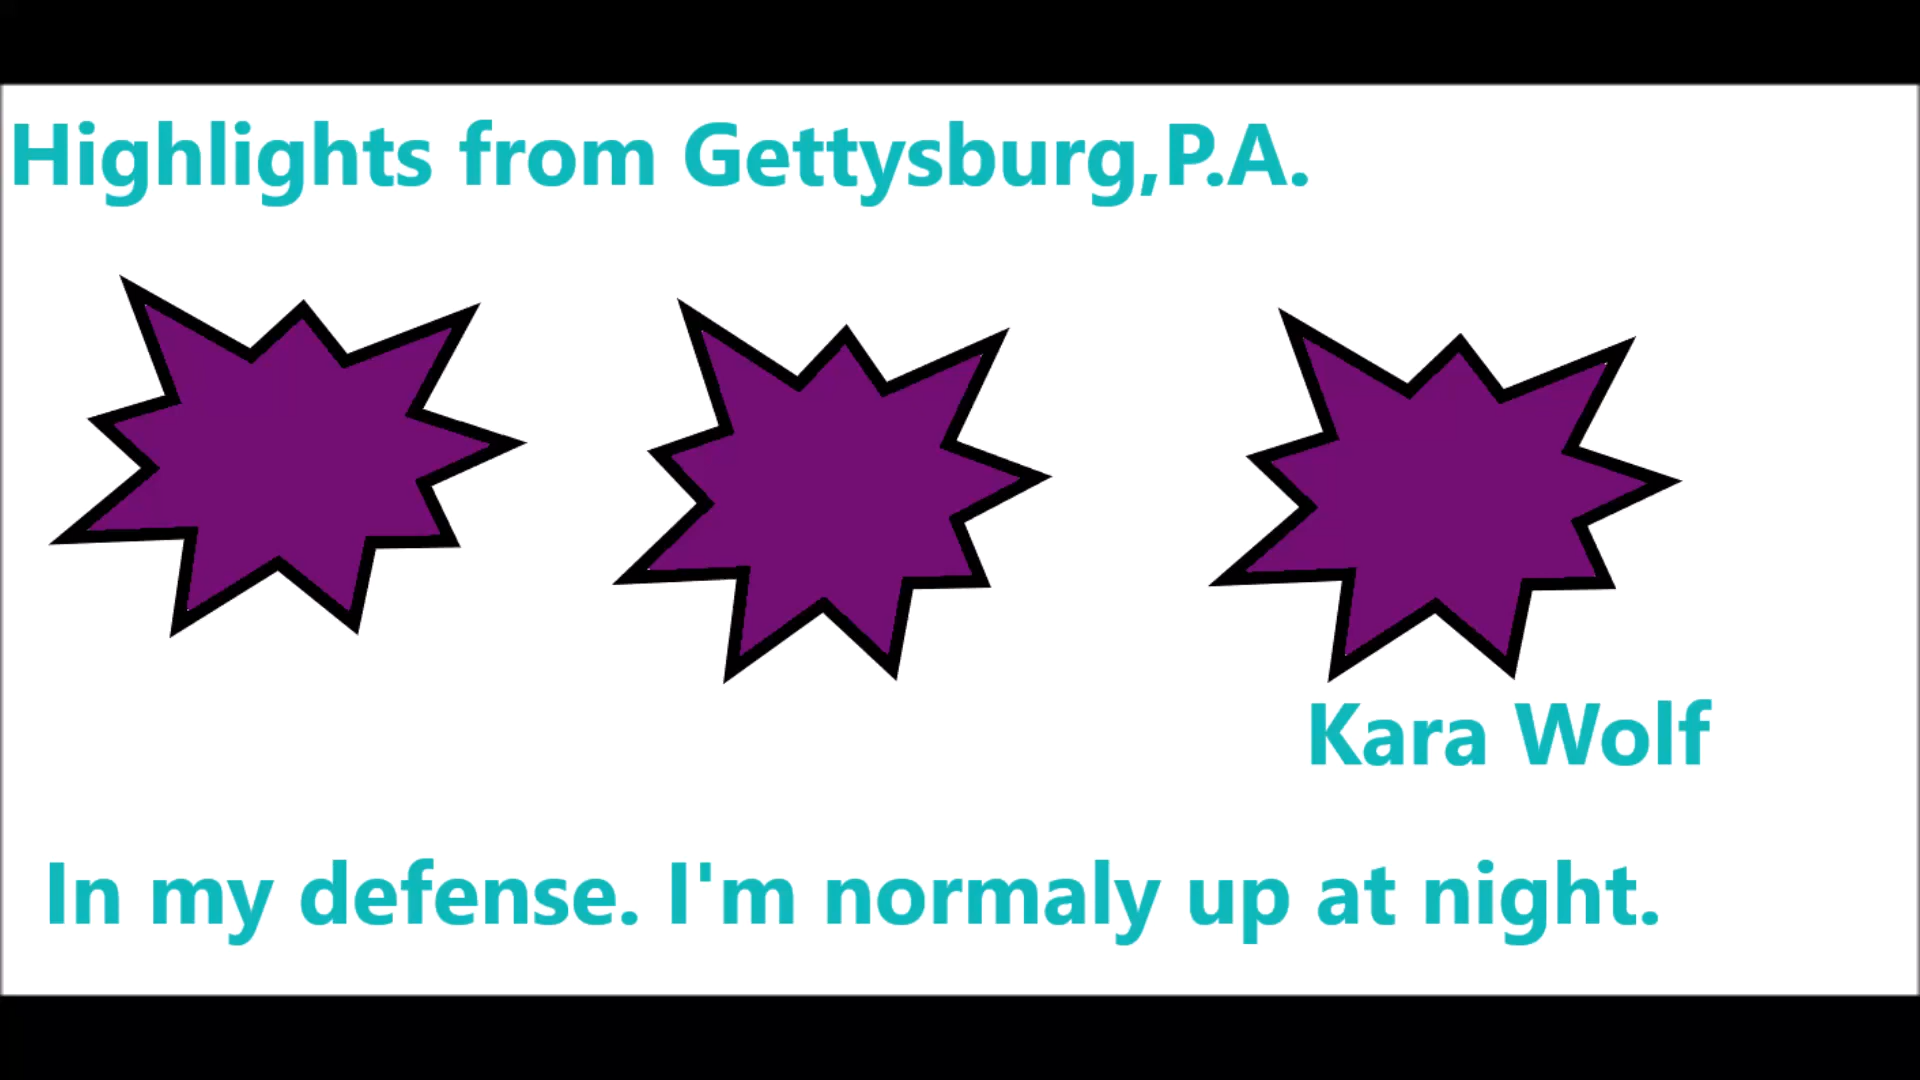 Highlights from Gettysburg,P.A.
Kara Wolf
In my defense. I'm normaly up at night.